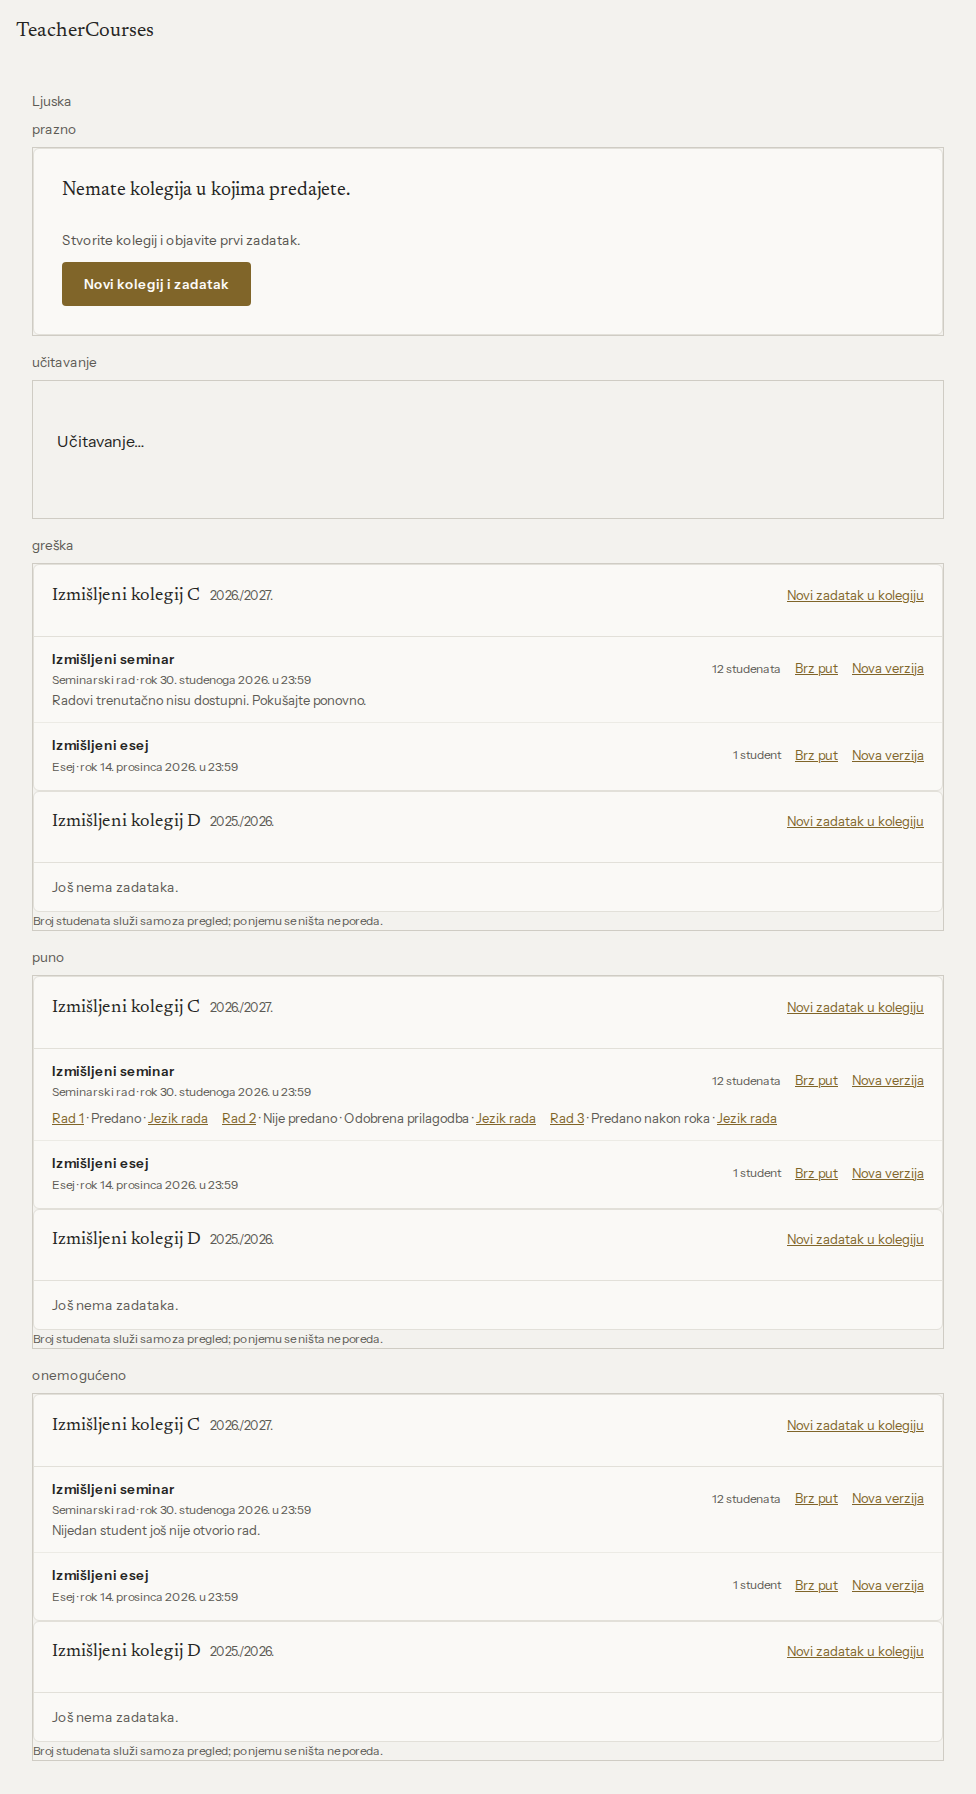 TeacherCourses
Ljuska
prazno
Nemate kolegija u kojima predajete.
Stvorite kolegij i objavite prvi zadatak.
Novi kolegij i zadatak
učitavanje
Učitavanje…
greška
Izmišljeni kolegij C 2026./2027. Novi zadatak u kolegiju
Izmišljeni seminar
Seminarski rad · rok 30. studenoga 2026. u 23:59 12 studenata Brz put Nova verzija
Radovi trenutačno nisu dostupni. Pokušajte ponovno.
Izmišljeni esej
Esej · rok 14. prosinca 2026. u 23:59 1 student Brz put Nova verzija
Izmišljeni kolegij D 2025./2026. Novi zadatak u kolegiju
Još nema zadataka.
Broj studenata služi samo za pregled; po njemu se ništa ne poreda.
puno
Izmišljeni kolegij C 2026./2027. Novi zadatak u kolegiju
Izmišljeni seminar
Seminarski rad · rok 30. studenoga 2026. u 23:59 12 studenata Brz put Nova verzija
Rad 1 · Predano · Jezik rada Rad 2 · Nije predano · Odobrena prilagodba · Jezik rada Rad 3 · Predano nakon roka · Jezik rada
Izmišljeni esej
Esej · rok 14. prosinca 2026. u 23:59 1 student Brz put Nova verzija
Izmišljeni kolegij D 2025./2026. Novi zadatak u kolegiju
Još nema zadataka.
Broj studenata služi samo za pregled; po njemu se ništa ne poreda.
onemogućeno
Izmišljeni kolegij C 2026./2027. Novi zadatak u kolegiju
Izmišljeni seminar
Seminarski rad · rok 30. studenoga 2026. u 23:59 12 studenata Brz put Nova verzija
Nijedan student još nije otvorio rad.
Izmišljeni esej
Esej · rok 14. prosinca 2026. u 23:59 1 student Brz put Nova verzija
Izmišljeni kolegij D 2025./2026. Novi zadatak u kolegiju
Još nema zadataka.
Broj studenata služi samo za pregled; po njemu se ništa ne poreda.